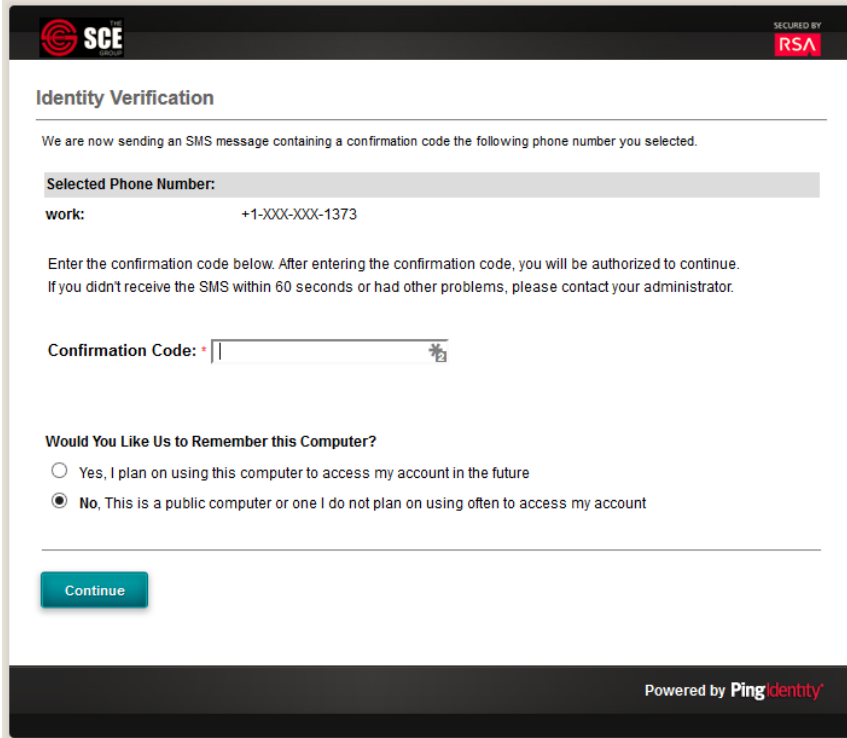 THE
SCE
GROUP
SECURED BY
RSA
Identity Verification
We are now sending an SMS message containing a confirmation code the following phone number you selected.
Selected Phone Number:
work: +1-XXX-XXX-1373
Enter the confirmation code below. After entering the confirmation code, you will be authorized to continue.
If you didn't receive the SMS within 60 seconds or had other problems, please contact your administrator.
Confirmation Code: *
2
Would You Like Us to Remember this Computer?
Yes, I plan on using this computer to access my account in the future
No, This is a public computer or one I do not plan on using often to access my account
Continue
Powered by PingIdentity